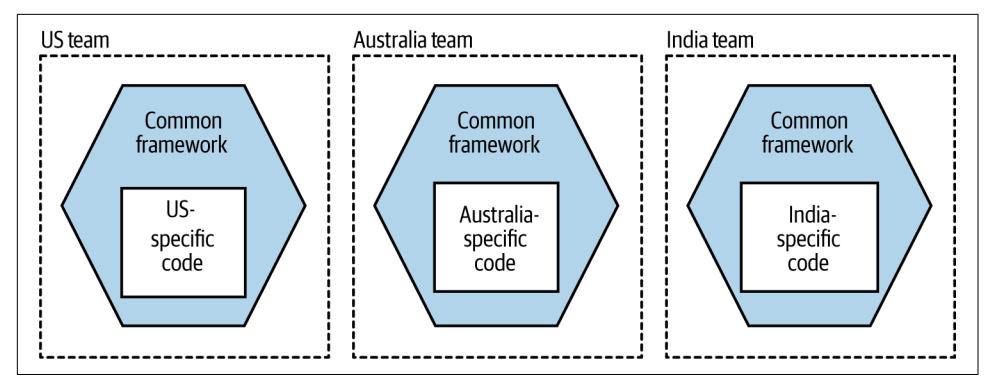 US team
Common
framework
US-
specific
code
Australia team
Common
framework
Australia-
specific
code
India team
Common
framework
India-
specific
code